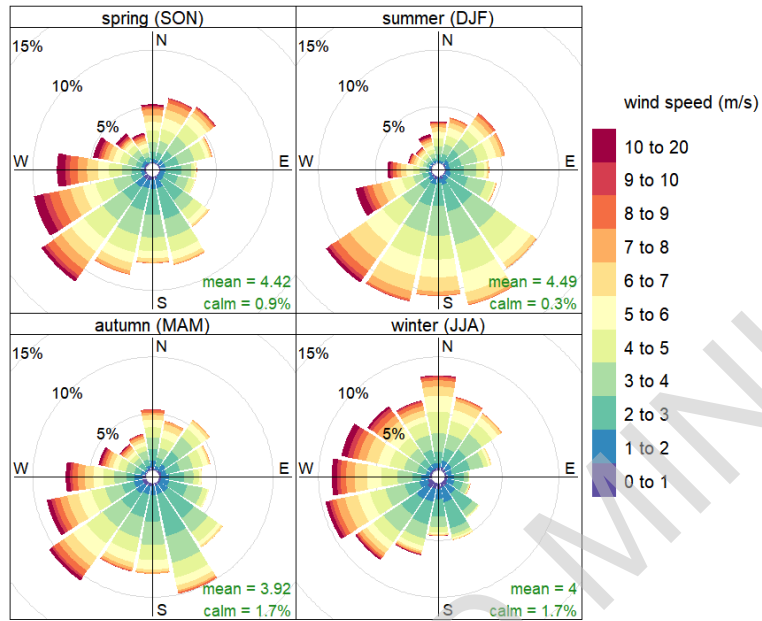 spring (SON)
15%
10%
5%
N
W
E
S
mean = 4.42
calm = 0.9%
summer (DJF)
15%
10%
5%
N
W
E
S
mean = 4.49
calm = 0.3%
autumn (MAM)
15%
10%
5%
N
W
E
S
mean = 3.92
calm = 1.7%
winter (JJA)
15%
10%
5%
N
W
E
S
mean = 4
calm = 1.7%
wind speed (m/s)
10 to 20
9 to 10
8 to 9
7 to 8
6 to 7
5 to 6
4 to 5
3 to 4
2 to 3
1 to 2
0 to 1